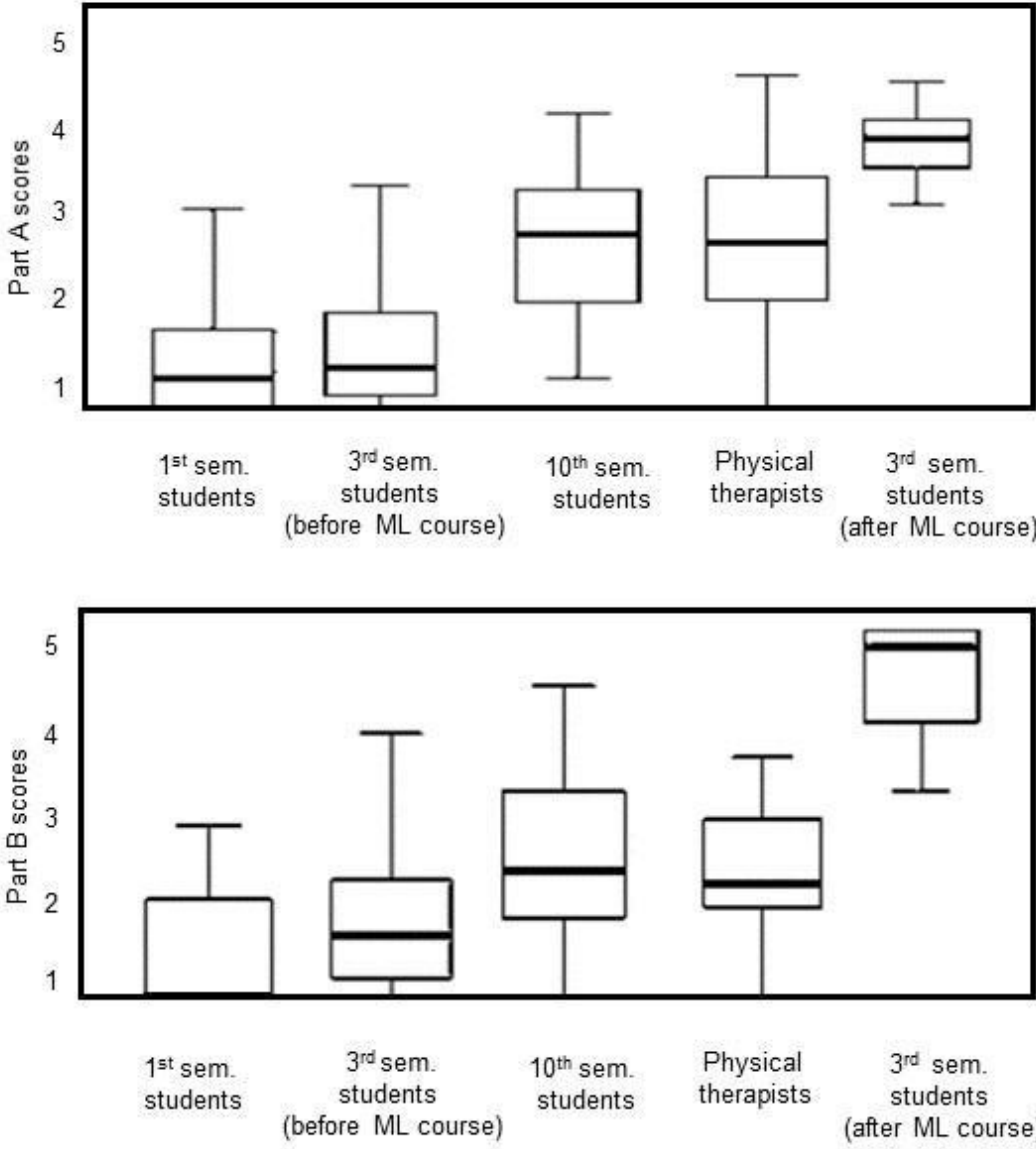 5
4
3
2
1
Part A scores
1st sem.
students
3rd sem.
students
(before ML course)
10th sem.
students
Physical
therapists
3rd sem.
students
(after ML course)
5
4
3
2
1
Part B scores
1st sem.
students
3rd sem.
students
(before ML course)
10th sem.
students
Physical
therapists
3rd sem.
students
(after ML course